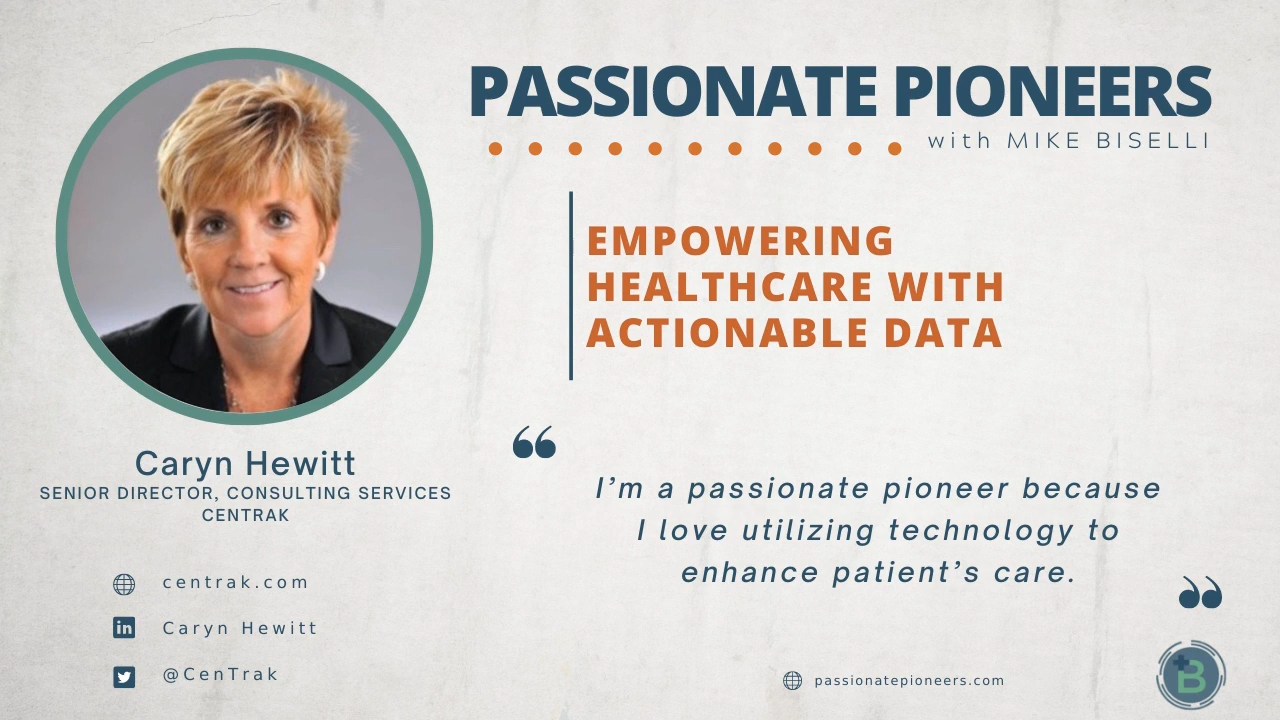 PASSIONATE PIONEERS
with MIKE BISELLI
EMPOWERING
HEALTHCARE WITH
ACTIONABLE DATA
Caryn Hewitt
SENIOR DIRECTOR, CONSULTING SERVICES
CENTRAK
centrak.com
in Caryn Hewitt
@CenTrak
“
I’m a passionate pioneer because
I love utilizing technology to
enhance patient’s care.
”
passionatepioneers.com
B